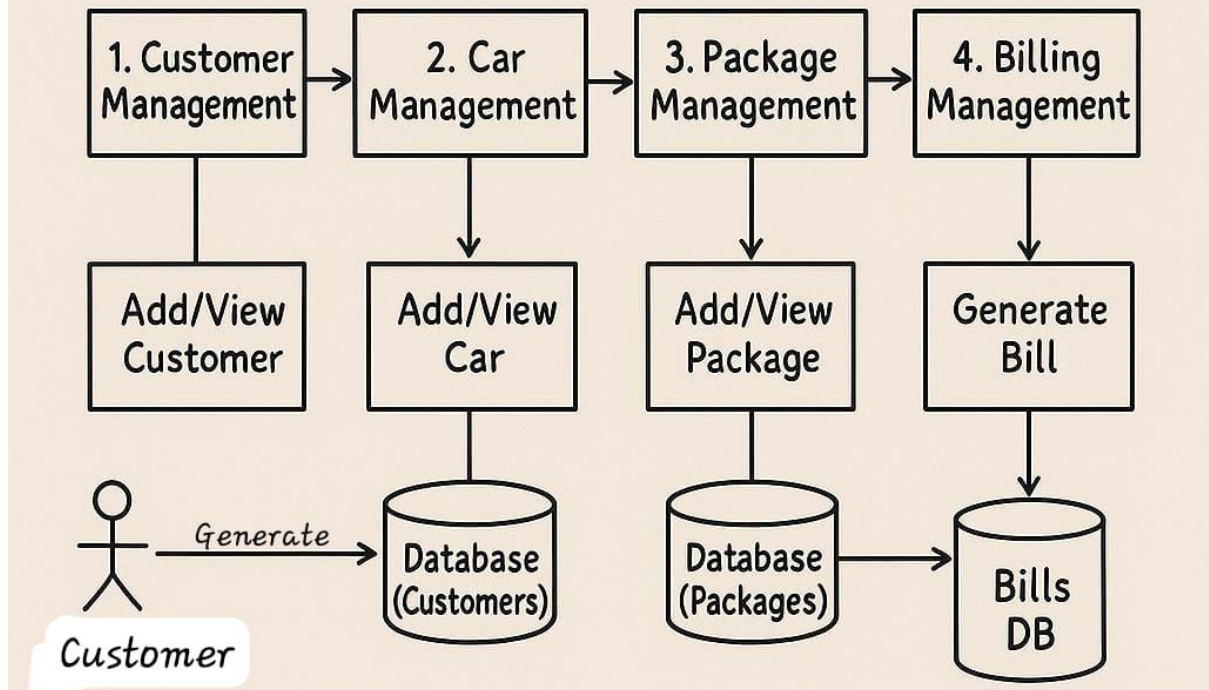 1. Customer
Management
2. Car
Management
3. Package
Management
4. Billing
Management
Add/View
Customer
Add/View
Car
Add/View
Package
Generate
Bill
Generate
Database
(Customers)
Database
(Packages)
Bills
DB
Customer